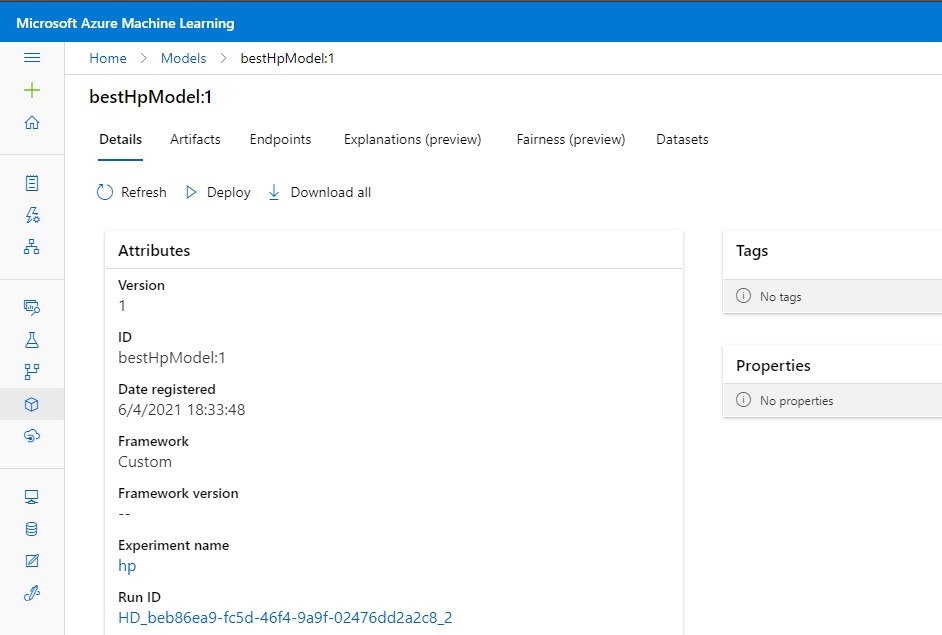 Microsoft Azure Machine Learning
Home > Models > bestHpModel:1
bestHpModel:1
Details Artifacts Endpoints Explanations (preview) Fairness (preview) Datasets
Refresh Deploy Download all
Attributes
Version
1
ID
bestHpModel:1
Date registered
6/4/2021 18:33:48
Framework
Custom
Framework version
--
Experiment name
hp
Run ID
HD_beb86ea9-fc5d-46f4-9a9f-02476dd2a2c8_2
Tags
No tags
Properties
No properties